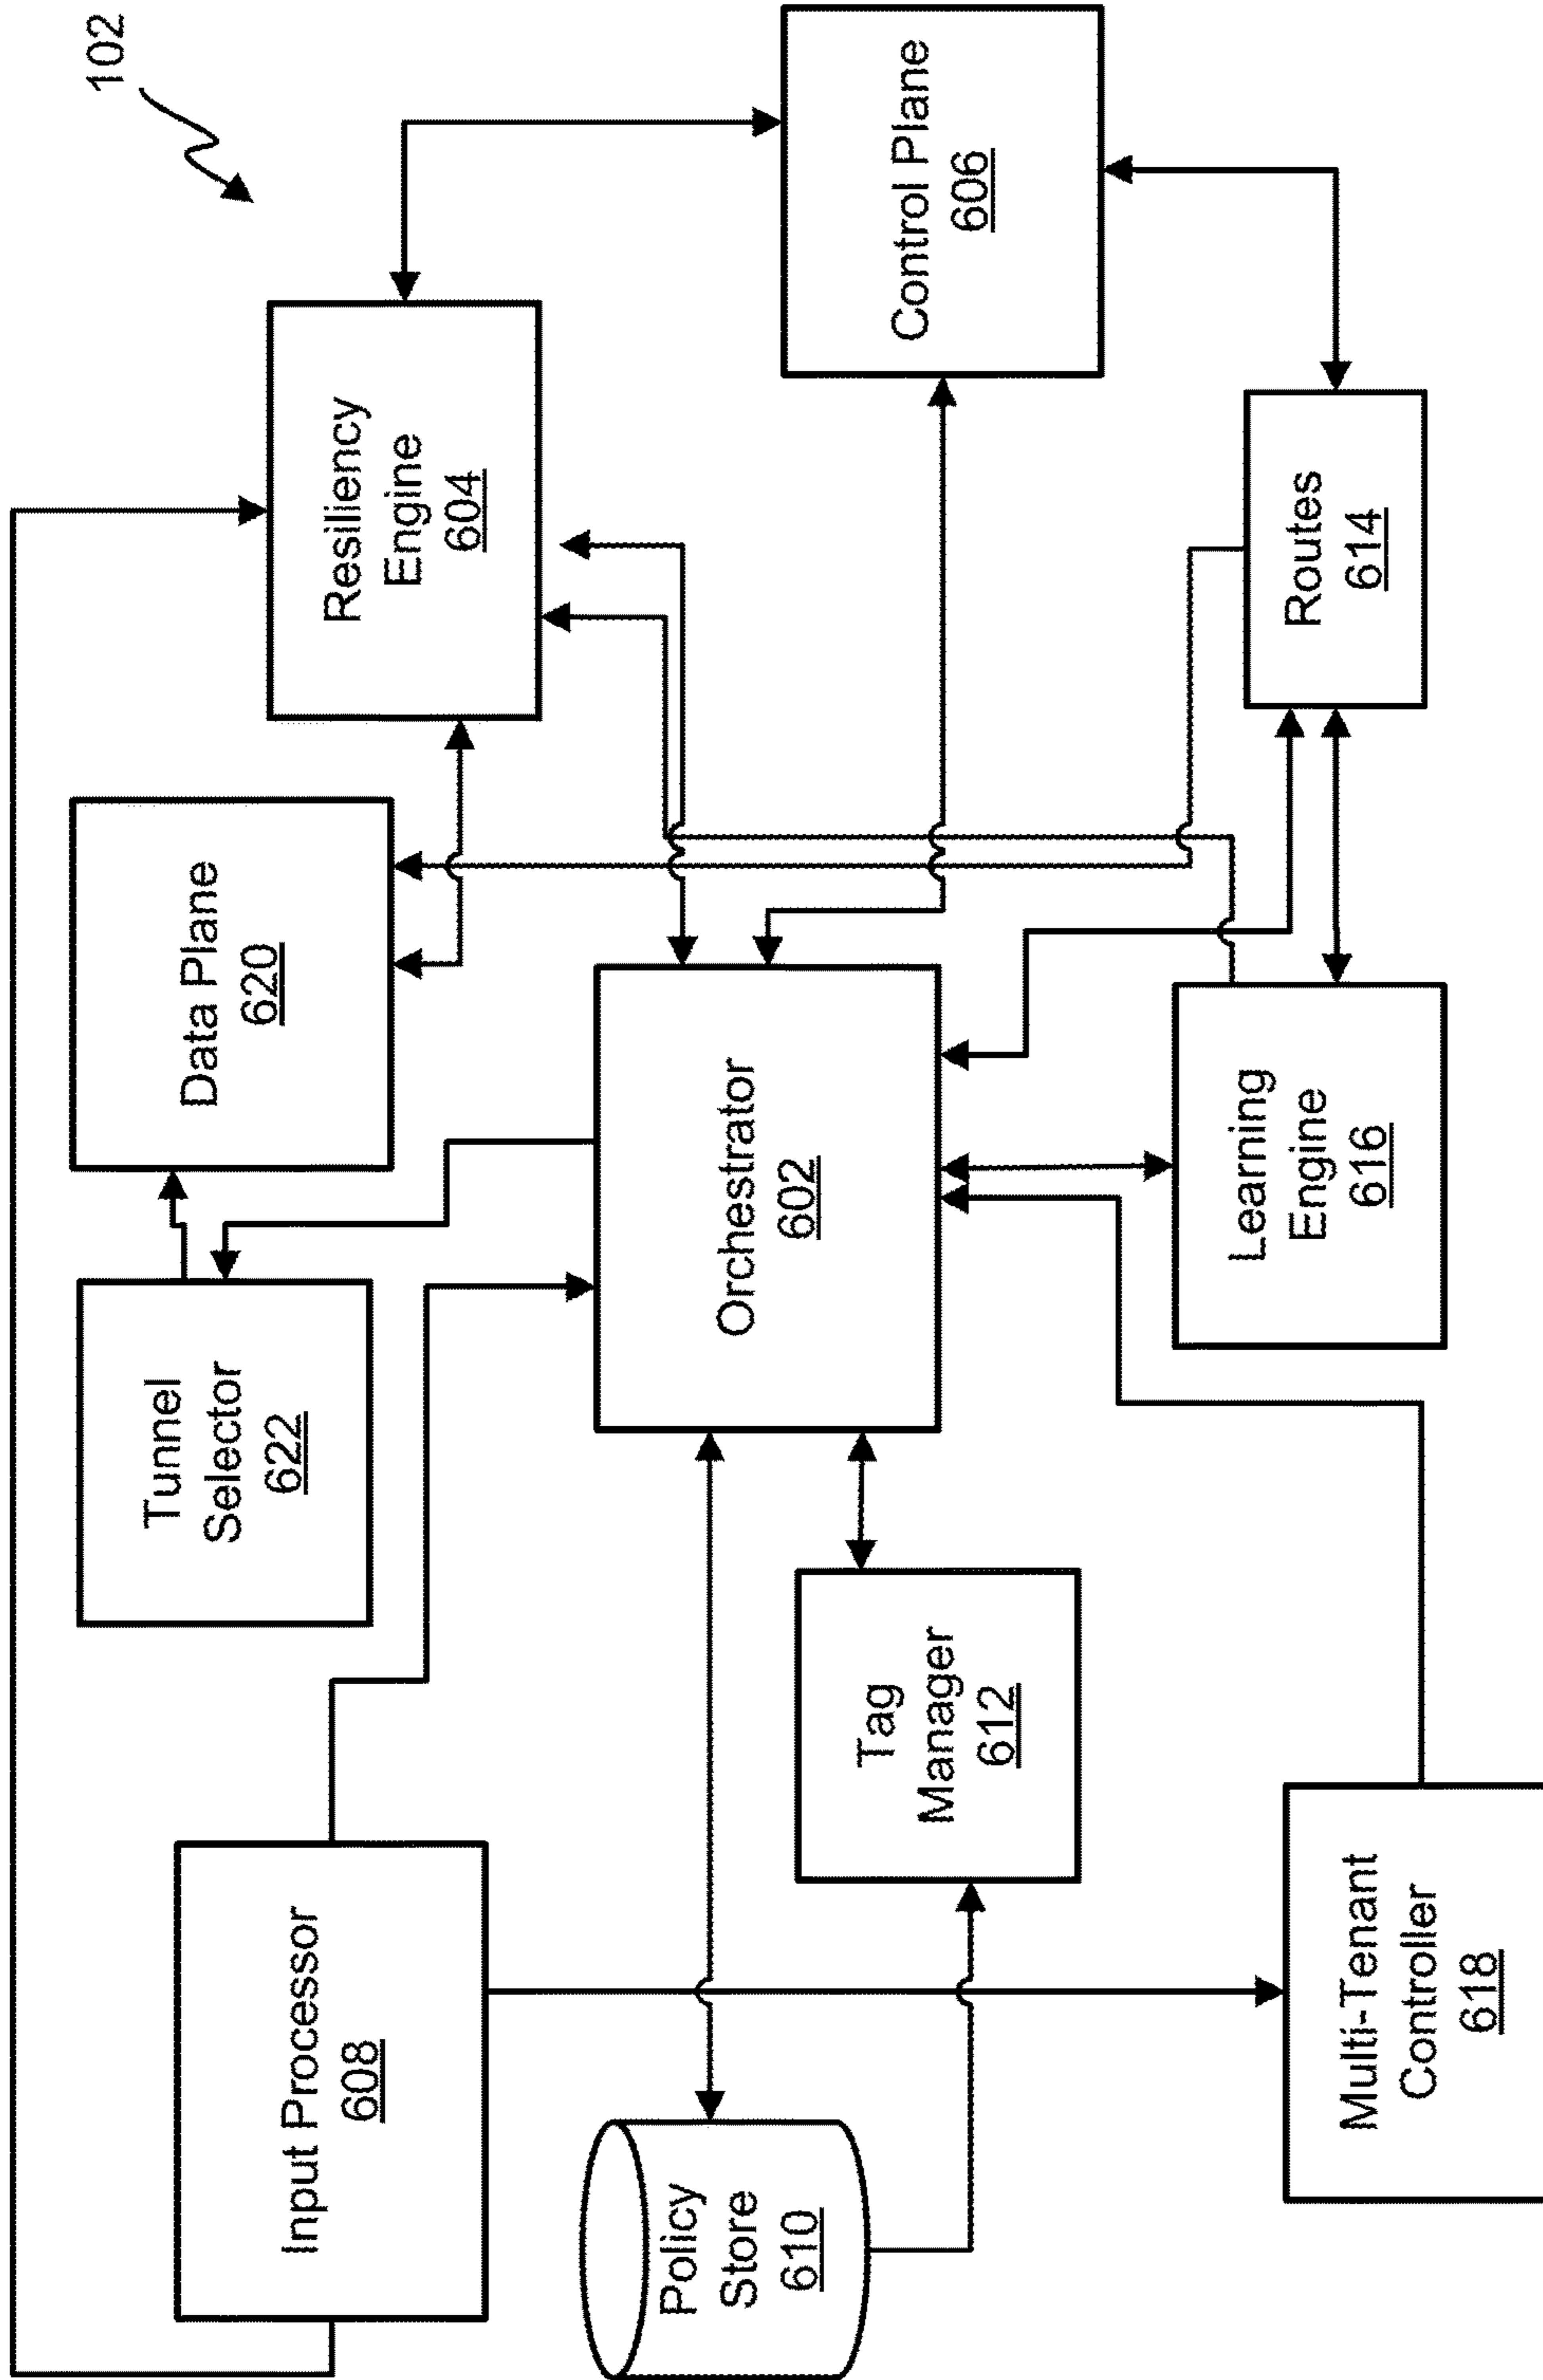 102
Input Processor
608
Tunnel
Selector
622
Data Plane
620
Resiliency
Engine
604
Policy
Store
610
Tag
Manager
612
Orchestrator
602
Control Plane
606
Multi-Tenant
Controller
618
Learning
Engine
616
Routes
614